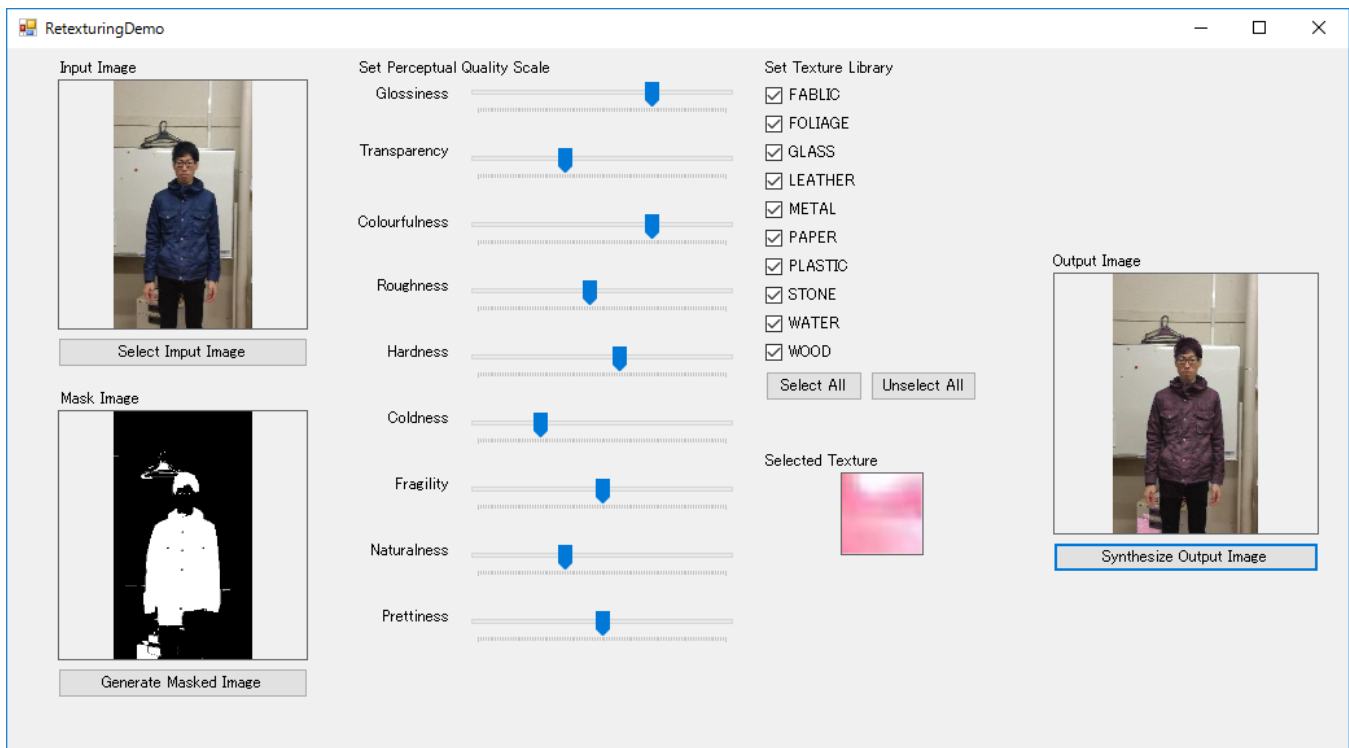 RetexturingDemo
Input Image
Select Imput Image
Mask Image
Generate Masked Image
Set Perceptual Quality Scale
Glossiness
Transparency
Colourfulness
Roughness
Hardness
Coldness
Fragility
Naturalness
Prettiness
Set Texture Library
FABLIC
FOLIAGE
GLASS
LEATHER
METAL
PAPER
PLASTIC
STONE
WATER
WOOD
Select All Unselect All
Selected Texture
Output Image
Synthesize Output Image